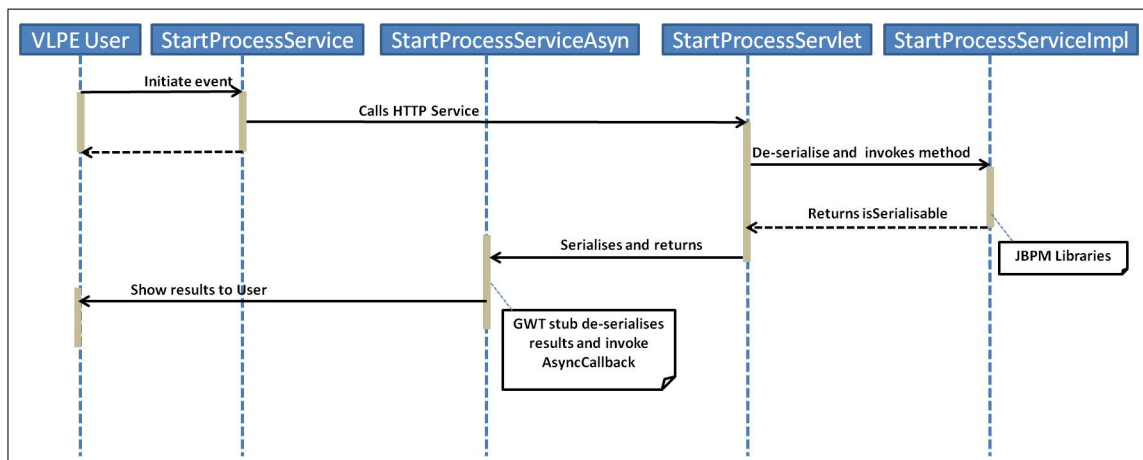 VLPE User
StartProcessService
StartProcessServiceAsyn
StartProcessServlet
StartProcessServiceImpl
Initiate event
Calls HTTP Service
De-serialise and invokes method
Returns isSerialisable
Serialises and returns
JBPM Libraries
Show results to User
GWT stub de-serialises
results and invoke
AsyncCallback